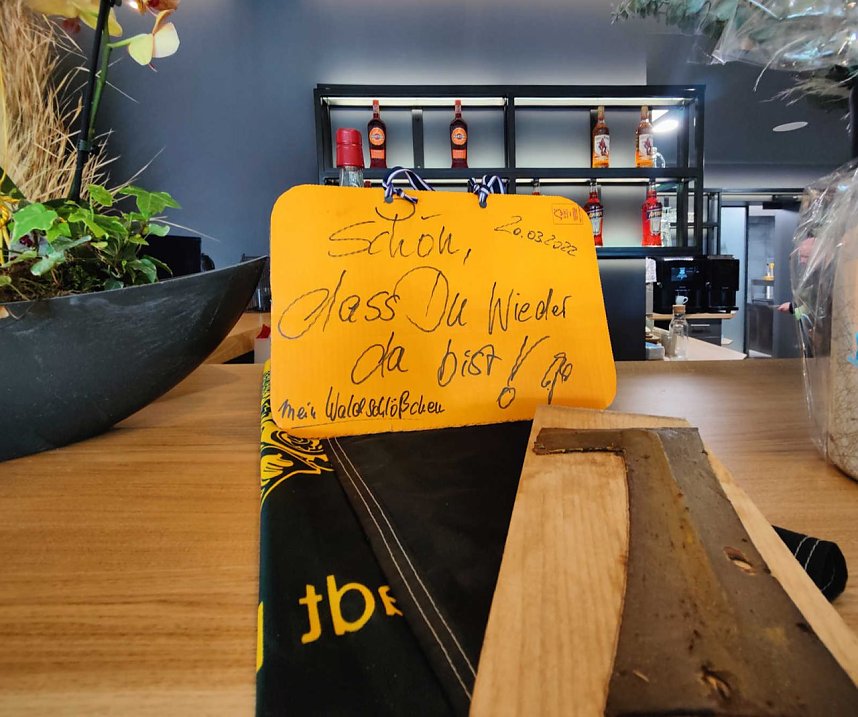 20.03.2022
Schön,
dass Du wieder
da bist!
mein Waldschlößchen